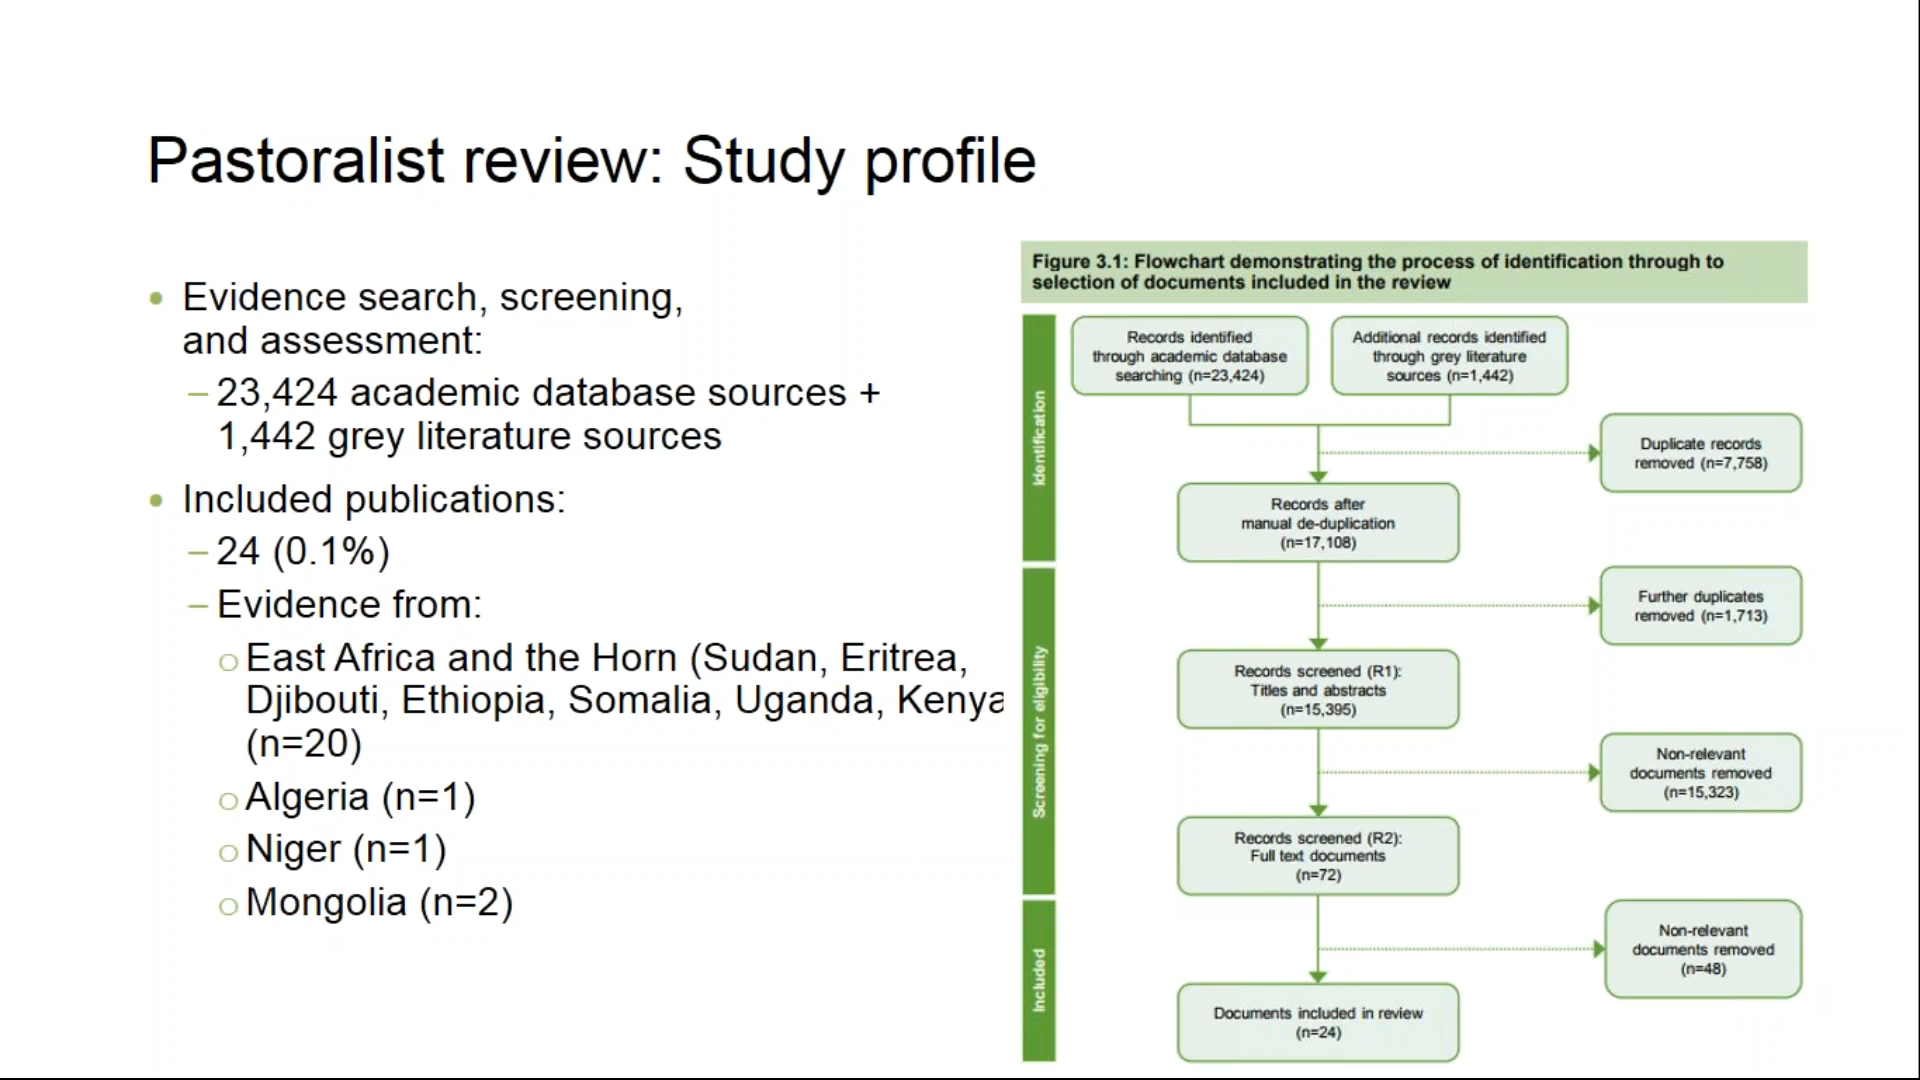 Pastoralist review: Study profile
• Evidence search, screening,
and assessment:
– 23,424 academic database sources +
1,442 grey literature sources
• Included publications:
– 24 (0.1%)
– Evidence from:
o East Africa and the Horn (Sudan, Eritrea,
Djibouti, Ethiopia, Somalia, Uganda, Kenya
(n=20)
o Algeria (n=1)
o Niger (n=1)
o Mongolia (n=2)
Figure 3.1: Flowchart demonstrating the process of identification through to
selection of documents included in the review
Identification
Records identified
through academic database
searching (n=23,424)
Additional records identified
through grey literature
sources (n=1,442)
Duplicate records
removed (n=7,758)
Records after
manual de-duplication
(n=17,108)
Screening for eligibility
Further duplicates
removed (n=1,713)
Records screened (R1):
Titles and abstracts
(n=15,395)
Non-relevant
documents removed
(n=15,323)
Records screened (R2):
Full text documents
(n=72)
Included
Non-relevant
documents removed
(n=48)
Documents included in review
(n=24)